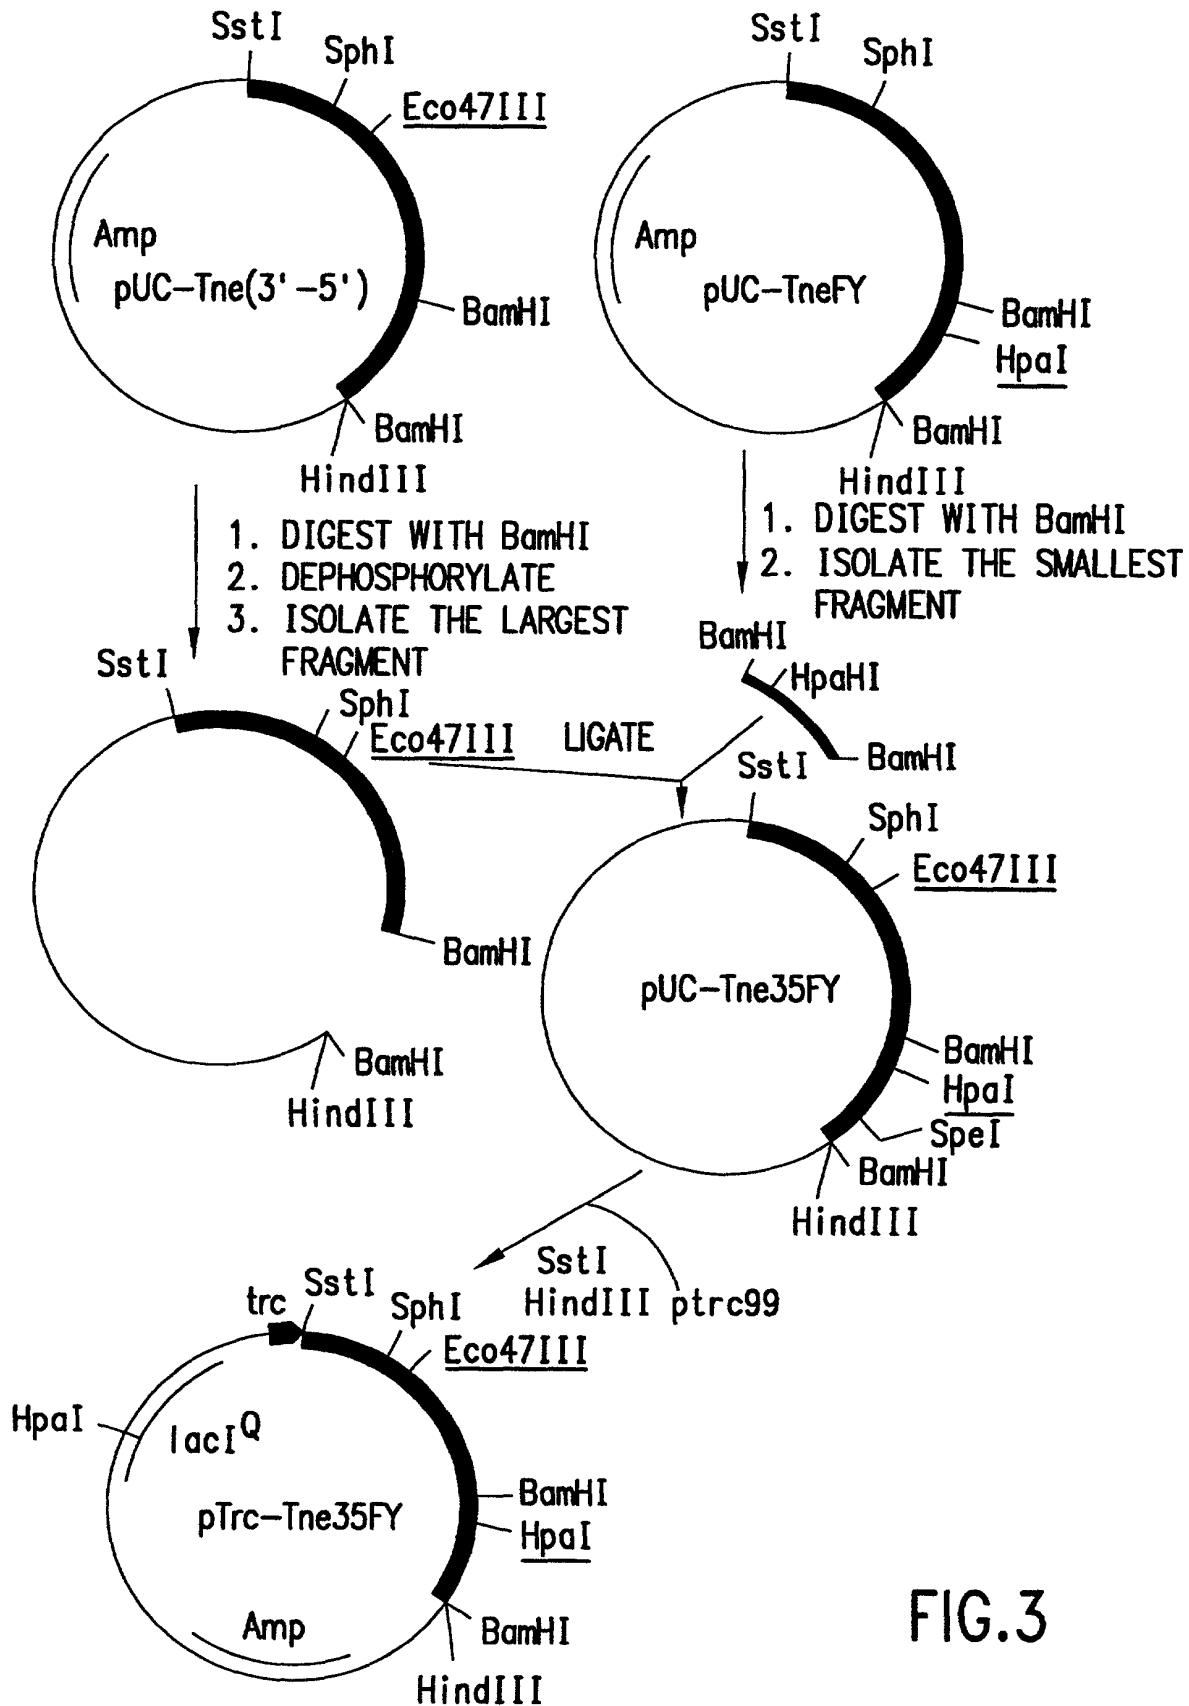 SstI
SphI
Eco47III
Amp
pUC-Tne(3'-5')
BamHI
BamHI
HindIII
SstI
SphI
Amp
pUC-TneFY
BamHI
HpaI
BamHI
HindIII
1. DIGEST WITH BamHI
2. DEPHOSPHORYLATE
3. ISOLATE THE LARGEST
FRAGMENT
1. DIGEST WITH BamHI
2. ISOLATE THE SMALLEST
FRAGMENT
SstI
SphI
Eco47III
BamHI
BamHI
HindIII
LIGATE
BamHI
HpaHI
BamHI
SstI
SphI
Eco47III
pUC-Tne35FY
BamHI
HpaI
SpeI
BamHI
HindIII
SstI
HindIII ptrc99
trc
SstI
SphI
Eco47III
HpaI
lacIQ
pTrc-Tne35FY
BamHI
HpaI
Amp
BamHI
HindIII
FIG.3